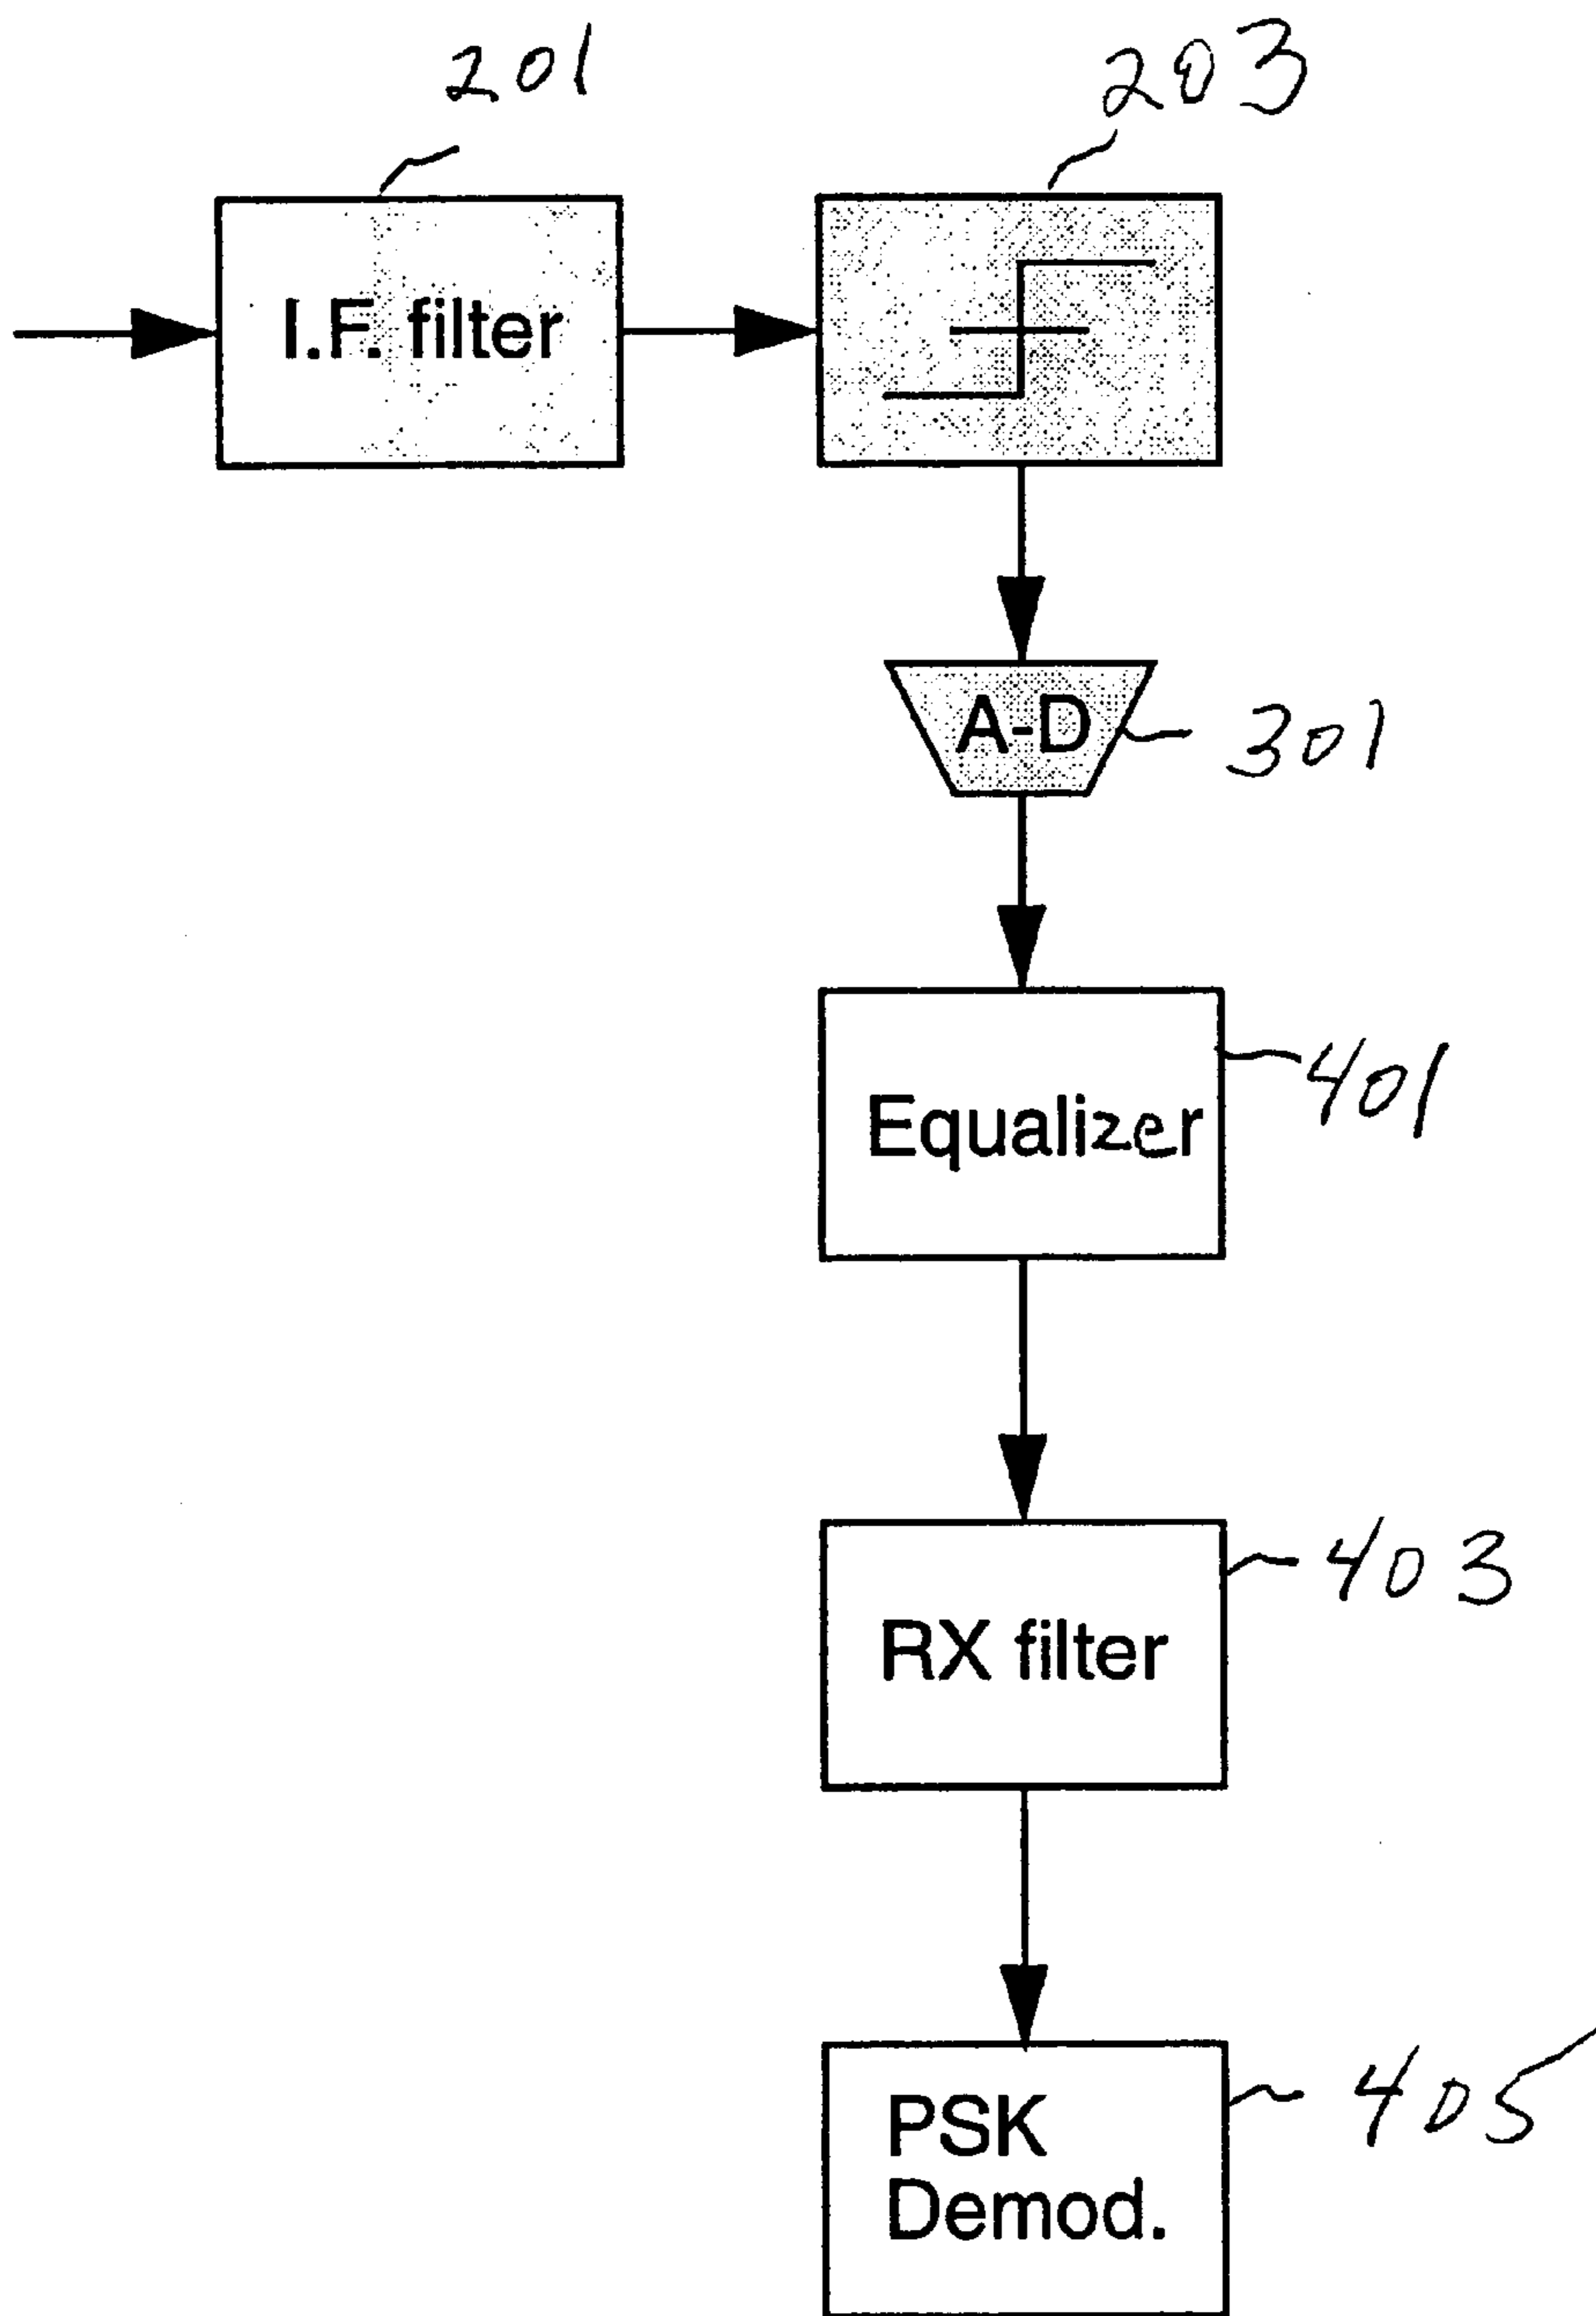 201
203
I.F. filter
A-D
301
Equalizer
401
RX filter
403
PSK
Demod.
405